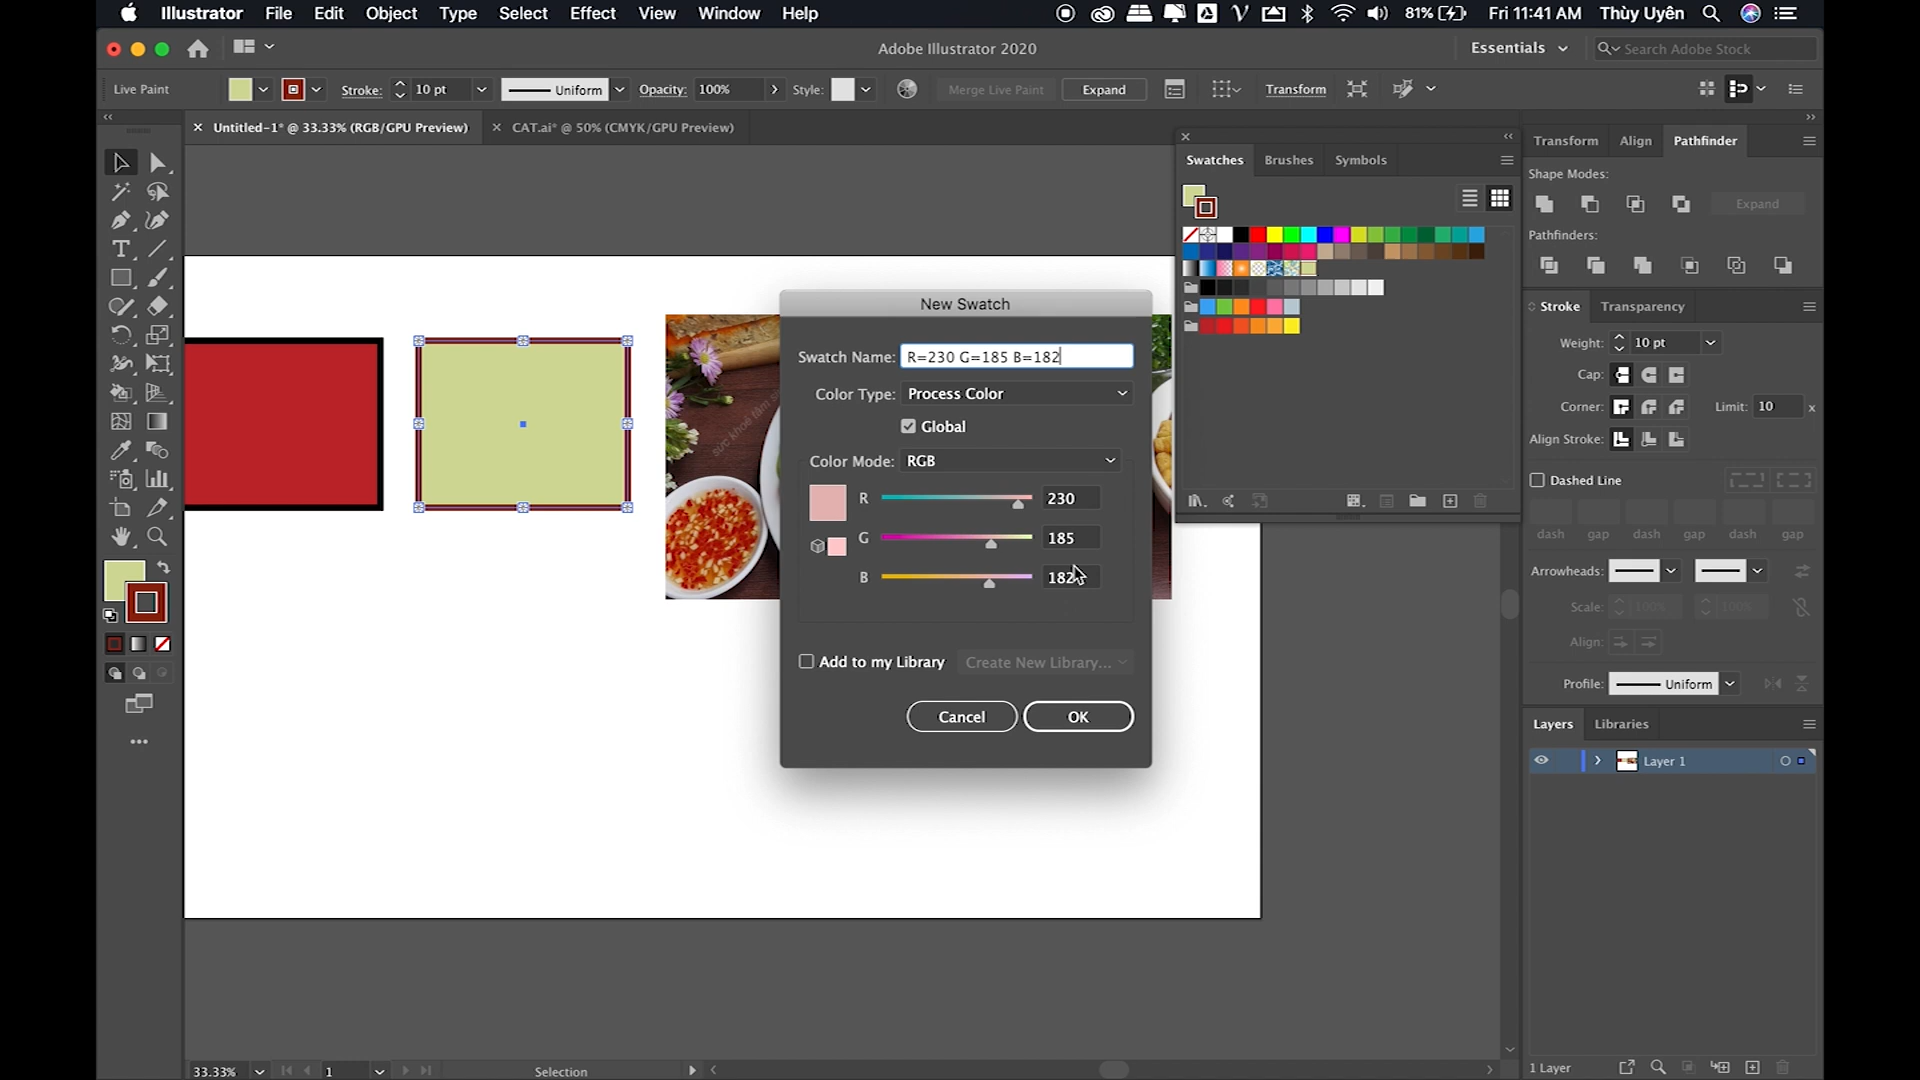 Illustrator File Edit Object Type Select Effect View Window Help 81% Fri 11:41 AM Thùy Uyên
Adobe Illustrator 2020 Essentials Search Adobe Stock
Live Paint Stroke: 10 pt Uniform Opacity: 100% Style: Merge Live Paint Expand Transform
Untitled-1* @ 33.33% (RGB/GPU Preview) CAT.ai* @ 50% (CMYK/GPU Preview)
Swatches Brushes Symbols
Transform Align Pathfinder
Shape Modes:
Expand
Pathfinders:
Stroke Transparency
Weight: 10 pt
Cap:
Corner: Limit: 10 x
Align Stroke:
Dashed Line
dash gap dash gap dash gap
Arrowheads:
Scale: 100% 100%
Align:
Profile: Uniform
Layers Libraries
Layer 1
1 Layer
New Swatch
Swatch Name: R=230 G=185 B=182
Color Type: Process Color
Global
Color Mode: RGB
R 230
G 185
B 182
Add to my Library Create New Library...
Cancel OK
sức khoẻ tâm
33.33% 1 Selection